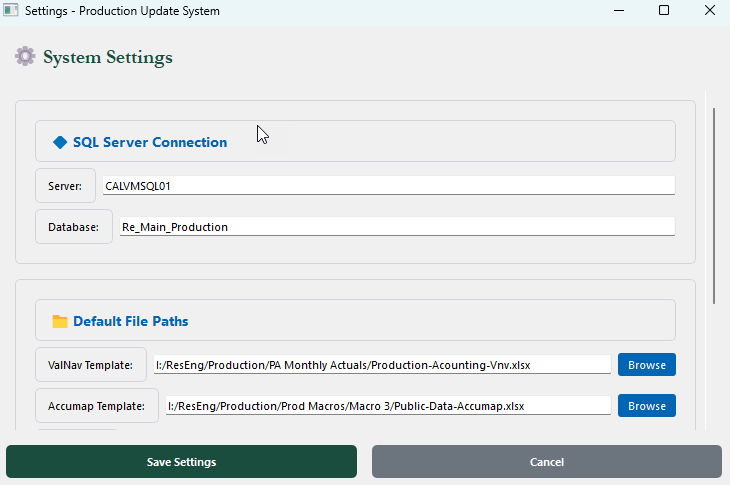 Settings - Production Update System
System Settings
SQL Server Connection
Server: CALVMSQL01
Database: Re_Main_Production
Default File Paths
ValNav Template: I:/ResEng/Production/PA Monthly Actuals/Production-Acounting-Vnv.xlsx Browse
Accumap Template: I:/ResEng/Production/Prod Macros/Macro 3/Public-Data-Accumap.xlsx Browse
Save Settings Cancel